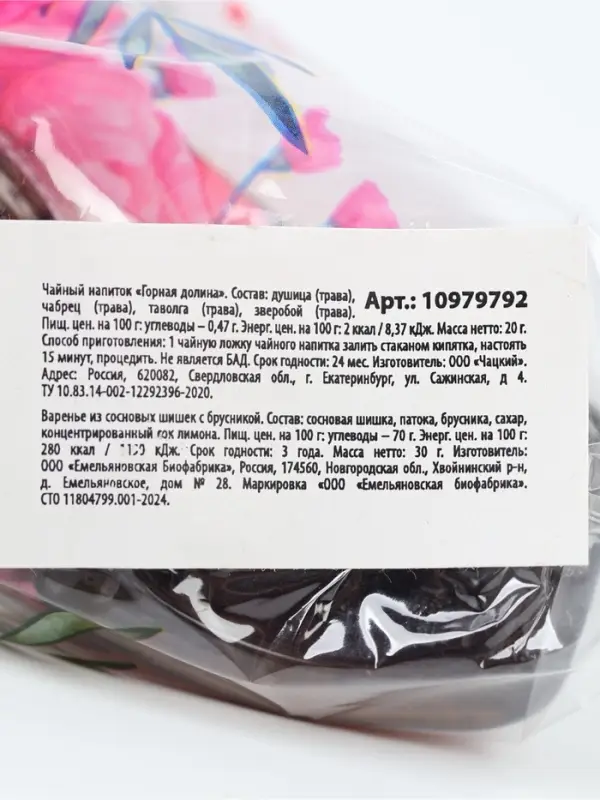 Чайный напиток «Горная долина». Состав: душица (трава),
чабрец (трава), таволга (трава), зверобой (трава).
Арт.: 10979792
Пищ. цен. на 100 г: углеводы – 0,47 г. Энерг. цен. на 100 г: 2 ккал / 8,37 кДж. Масса нетто: 20 г.
Способ приготовления: 1 чайную ложку чайного напитка залить стаканом кипятка, настоять
15 минут, процедить. Не является БАД. Срок годности: 24 мес. Изготовитель: ООО «Чацкий».
Адрес: Россия, 620082, Свердловская обл., г. Екатеринбург, ул. Сажинская, д 4.
ТУ 10.83.14-002-12292396-2020.
Варенье из сосновых шишек с брусникой. Состав: сосновая шишка, патока, брусника, сахар,
концентрированный сок лимона. Пищ. цен. на 100 г: углеводы – 70 г. Энерг. цен. на 100 г:
280 ккал / кДж. Срок годности: 3 года. Масса нетто: 30 г. Изготовитель:
ООО «Емельяновская Биофабрика», Россия, 174560, Новгородская обл., Хвойнинский р-н,
д. Емельяновское, дом № 28. Маркировка «ООО «Емельяновская биофабрика».
СТО 11804799.001-2024.